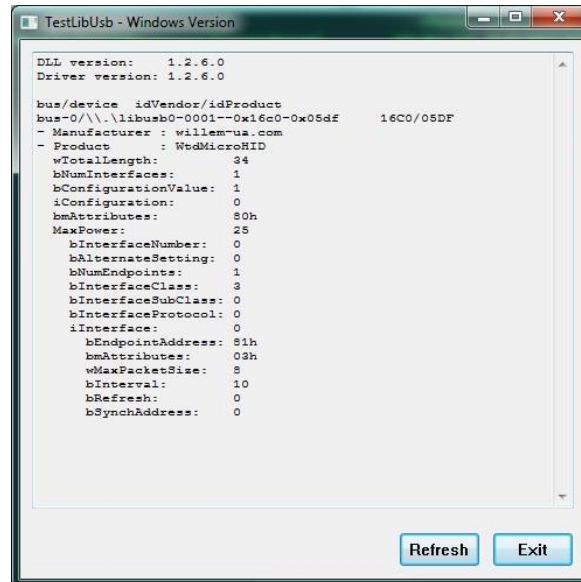 TestLibUsb - Windows Version
DLL version: 1.2.6.0
Driver version: 1.2.6.0
bus/device idVendor/idProduct
bus-0/\\.\libusb0-0001--0x16c0-0x05df 16C0/05DF
- Manufacturer : willem-ua.com
- Product : WtdMicroHID
wTotalLength: 34
bNumInterfaces: 1
bConfigurationValue: 1
iConfiguration: 0
bmAttributes: 80h
MaxPower: 25
bInterfaceNumber: 0
bAlternateSetting: 0
bNumEndpoints: 1
bInterfaceClass: 3
bInterfaceSubClass: 0
bInterfaceProtocol: 0
iInterface: 0
bEndpointAddress: 81h
bmAttributes: 03h
wMaxPacketSize: 8
bInterval: 10
bRefresh: 0
bSynchAddress: 0
Refresh Exit